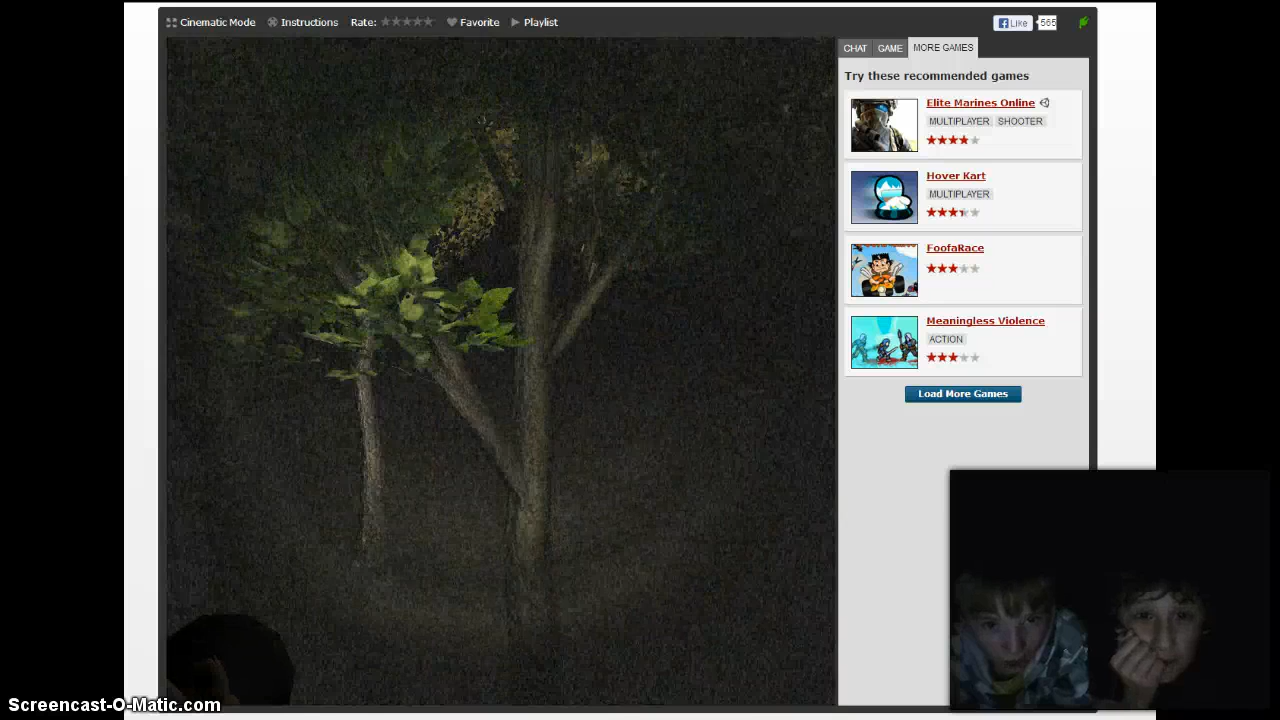 Cinematic Mode Instructions Rate: Favorite Playlist Like 565
CHAT GAME MORE GAMES
Try these recommended games
Elite Marines Online
MULTIPLAYER SHOOTER
Hover Kart
MULTIPLAYER
FoofaRace
Meaningless Violence
ACTION
Load More Games
Screencast-O-Matic.com